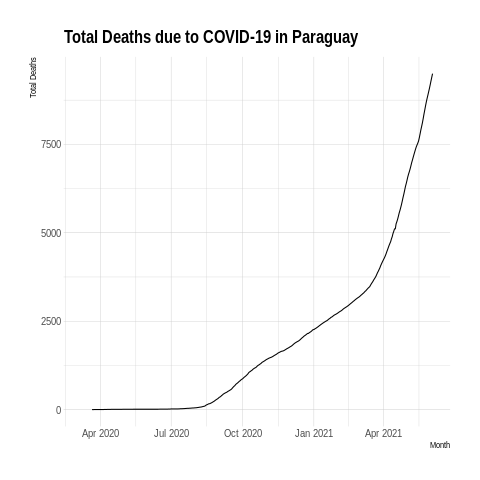 Total Deaths due to COVID-19 in Paraguay
Total Deaths
7500
5000
2500
0
Apr 2020 Jul 2020 Oct 2020 Jan 2021 Apr 2021
Month